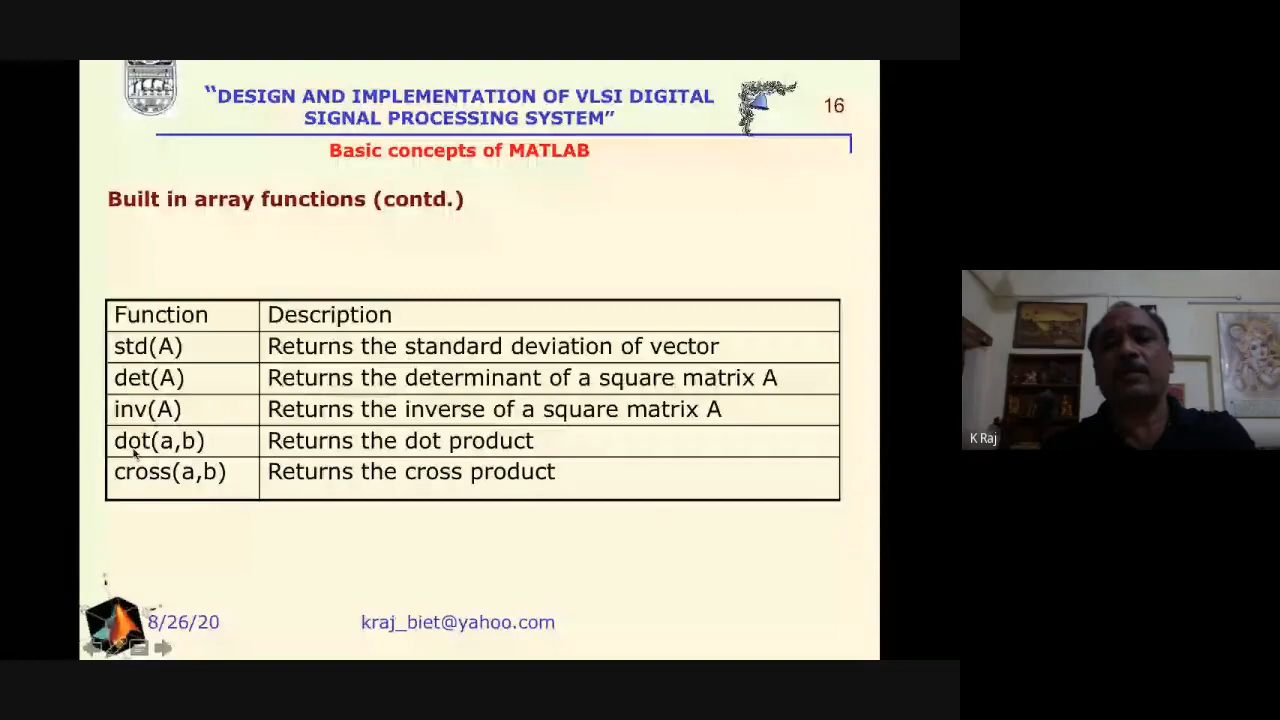 “DESIGN AND IMPLEMENTATION OF VLSI DIGITAL
SIGNAL PROCESSING SYSTEM”
16
Basic concepts of MATLAB
Built in array functions (contd.)
Function Description
std(A) Returns the standard deviation of vector
det(A) Returns the determinant of a square matrix A
inv(A) Returns the inverse of a square matrix A
dot(a,b) Returns the dot product
cross(a,b) Returns the cross product
8/26/20 kraj_biet@yahoo.com
K Raj